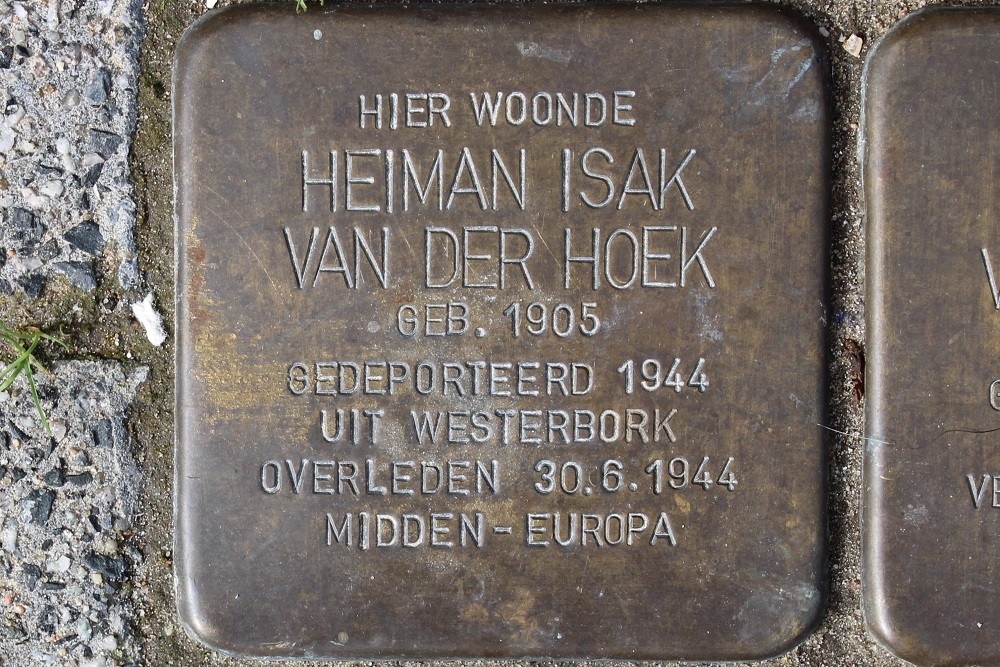 HIER WOONDE
HEIMAN ISAK
VAN DER HOEK
GEB. 1905
GEDEPORTEERD 1944
UIT WESTERBORK
OVERLEDEN 30.6.1944
MIDDEN-EUROPA